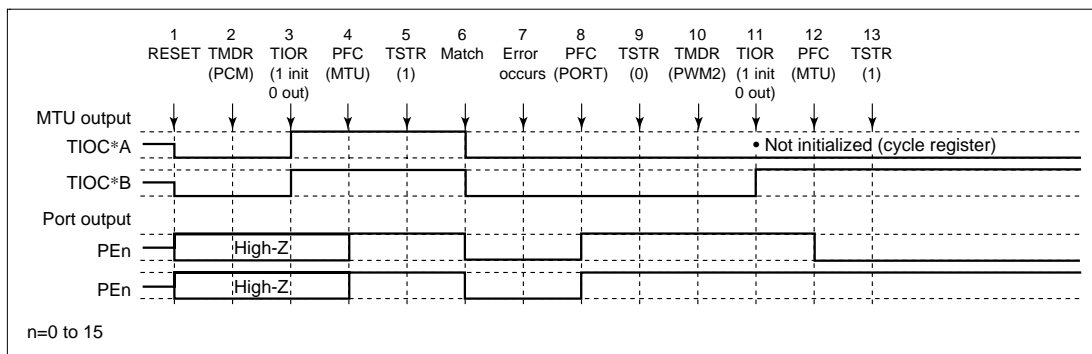 1 2 3 4 5 6 7 8 9 10 11 12 13
RESET TMDR TIOR PFC TSTR Match Error PFC TSTR TMDR TIOR PFC TSTR
(PCM) (1 init (MTU) (1) occurs (PORT) (0) (PWM2) (1 init (MTU) (1)
0 out) 0 out)
MTU output
TIOC*A
• Not initialized (cycle register)
TIOC*B
Port output
PEn
High-Z
PEn
High-Z
n=0 to 15